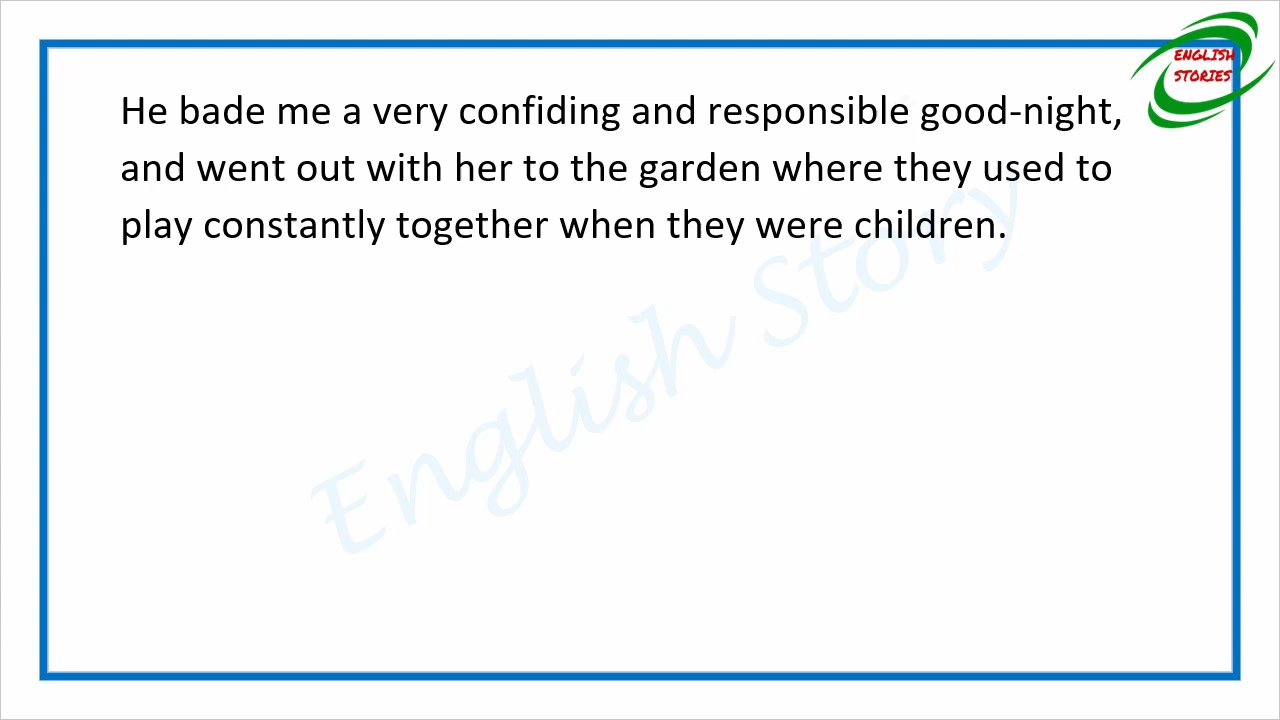 ENGLISH
STORIES
He bade me a very confiding and responsible good-night,
and went out with her to the garden where they used to
play constantly together when they were children.
English Story